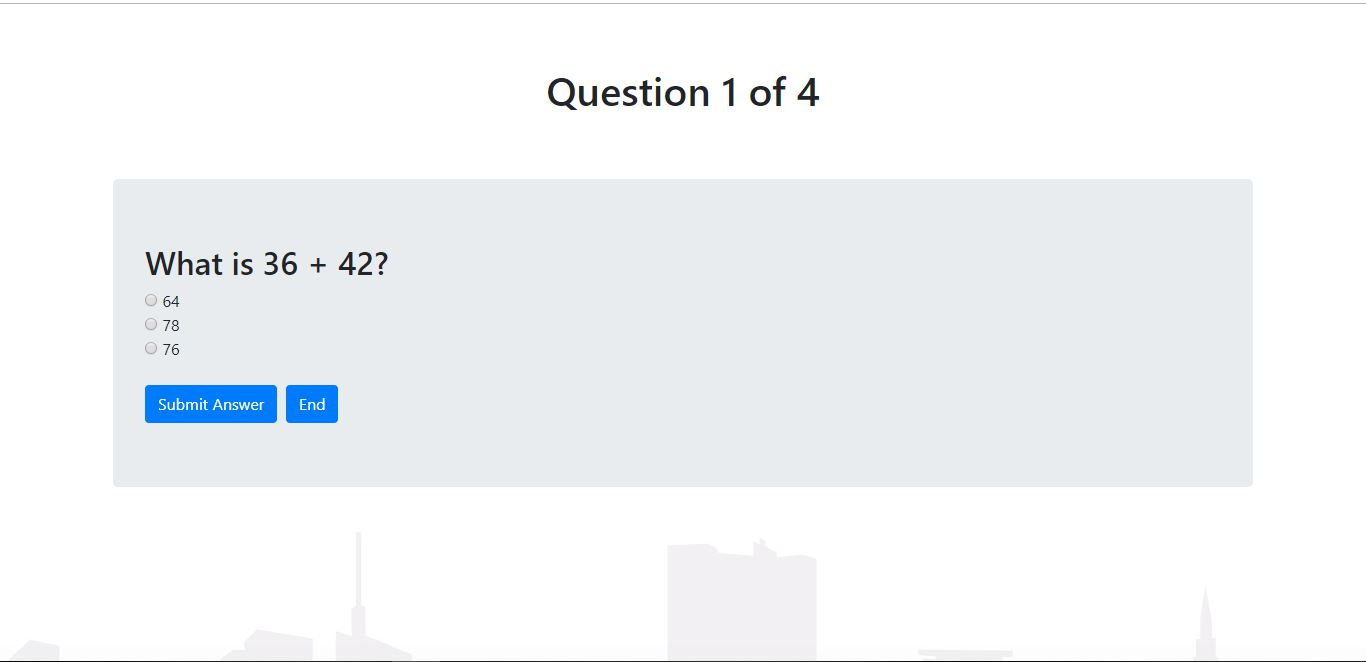 Question 1 of 4
What is 36 + 42?
64
78
76
Submit Answer End